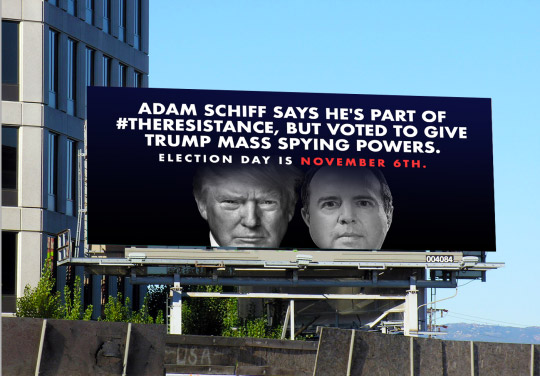 ADAM SCHIFF SAYS HE'S PART OF
#THERESISTANCE, BUT VOTED TO GIVE
TRUMP MASS SPYING POWERS.
ELECTION DAY IS NOVEMBER 6TH.
004084
USA